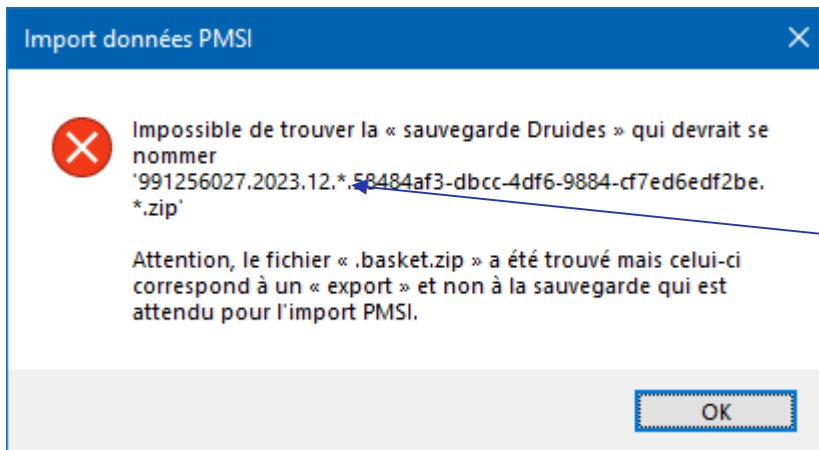 Import données PMSI
Impossible de trouver la « sauvegarde Druides » qui devrait se
nommer
'991256027.2023.12.*.58484af3-dbcc-4df6-9884-cf7ed6edf2be.
*.zip'
Attention, le fichier « .basket.zip » a été trouvé mais celui-ci
correspond à un « export » et non à la sauvegarde qui est
attendu pour l'import PMSI.
OK